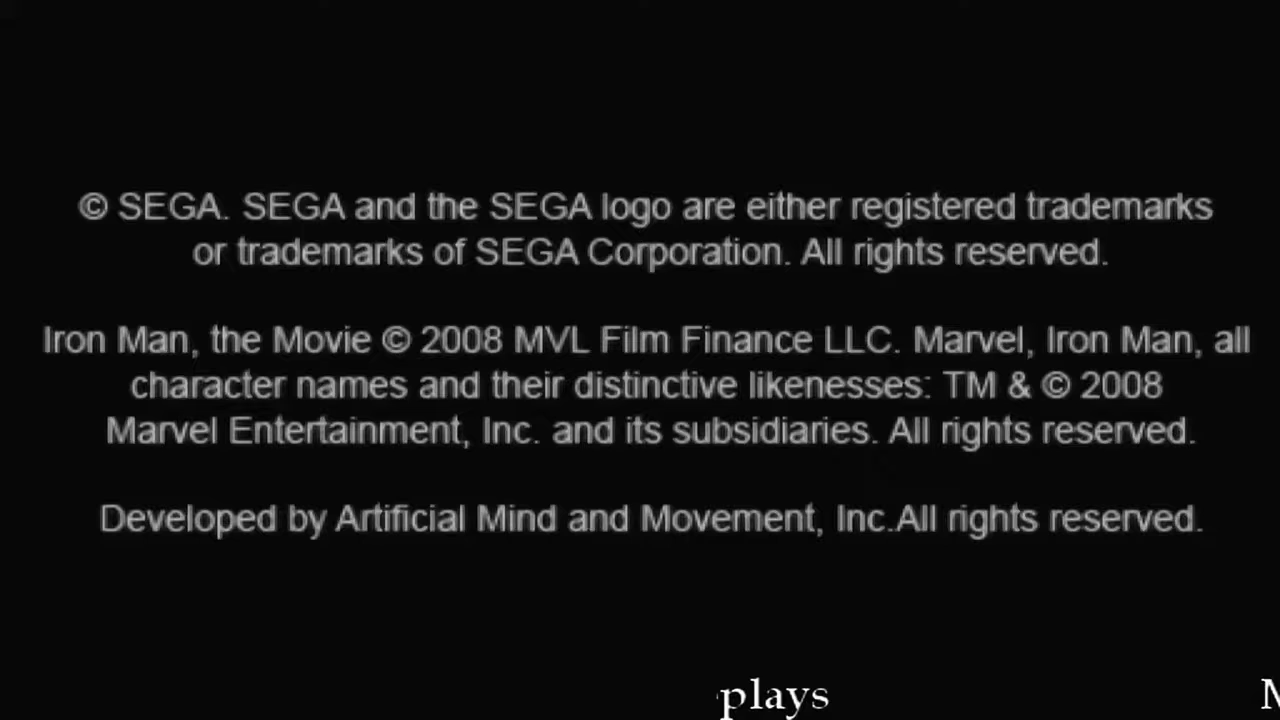 © SEGA. SEGA and the SEGA logo are either registered trademarks
or trademarks of SEGA Corporation. All rights reserved.
Iron Man, the Movie © 2008 MVL Film Finance LLC. Marvel, Iron Man, all
character names and their distinctive likenesses: TM & © 2008
Marvel Entertainment, Inc. and its subsidiaries. All rights reserved.
Developed by Artificial Mind and Movement, Inc.All rights reserved.
plays